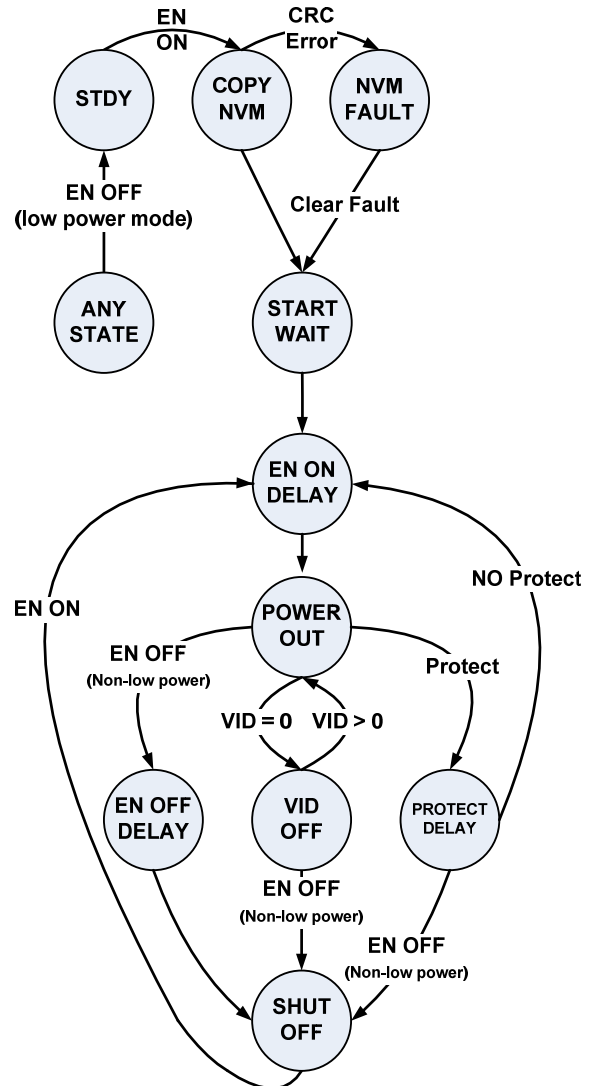 EN
ON
CRC
Error
STDY
COPY
NVM
NVM
FAULT
EN OFF
(low power mode)
Clear Fault
ANY
STATE
START
WAIT
EN ON
DELAY
NO Protect
EN ON
POWER
OUT
EN OFF
(Non-low power)
Protect
VID = 0
VID > 0
EN OFF
DELAY
VID
OFF
PROTECT
DELAY
EN OFF
(Non-low power)
EN OFF
(Non-low power)
SHUT
OFF